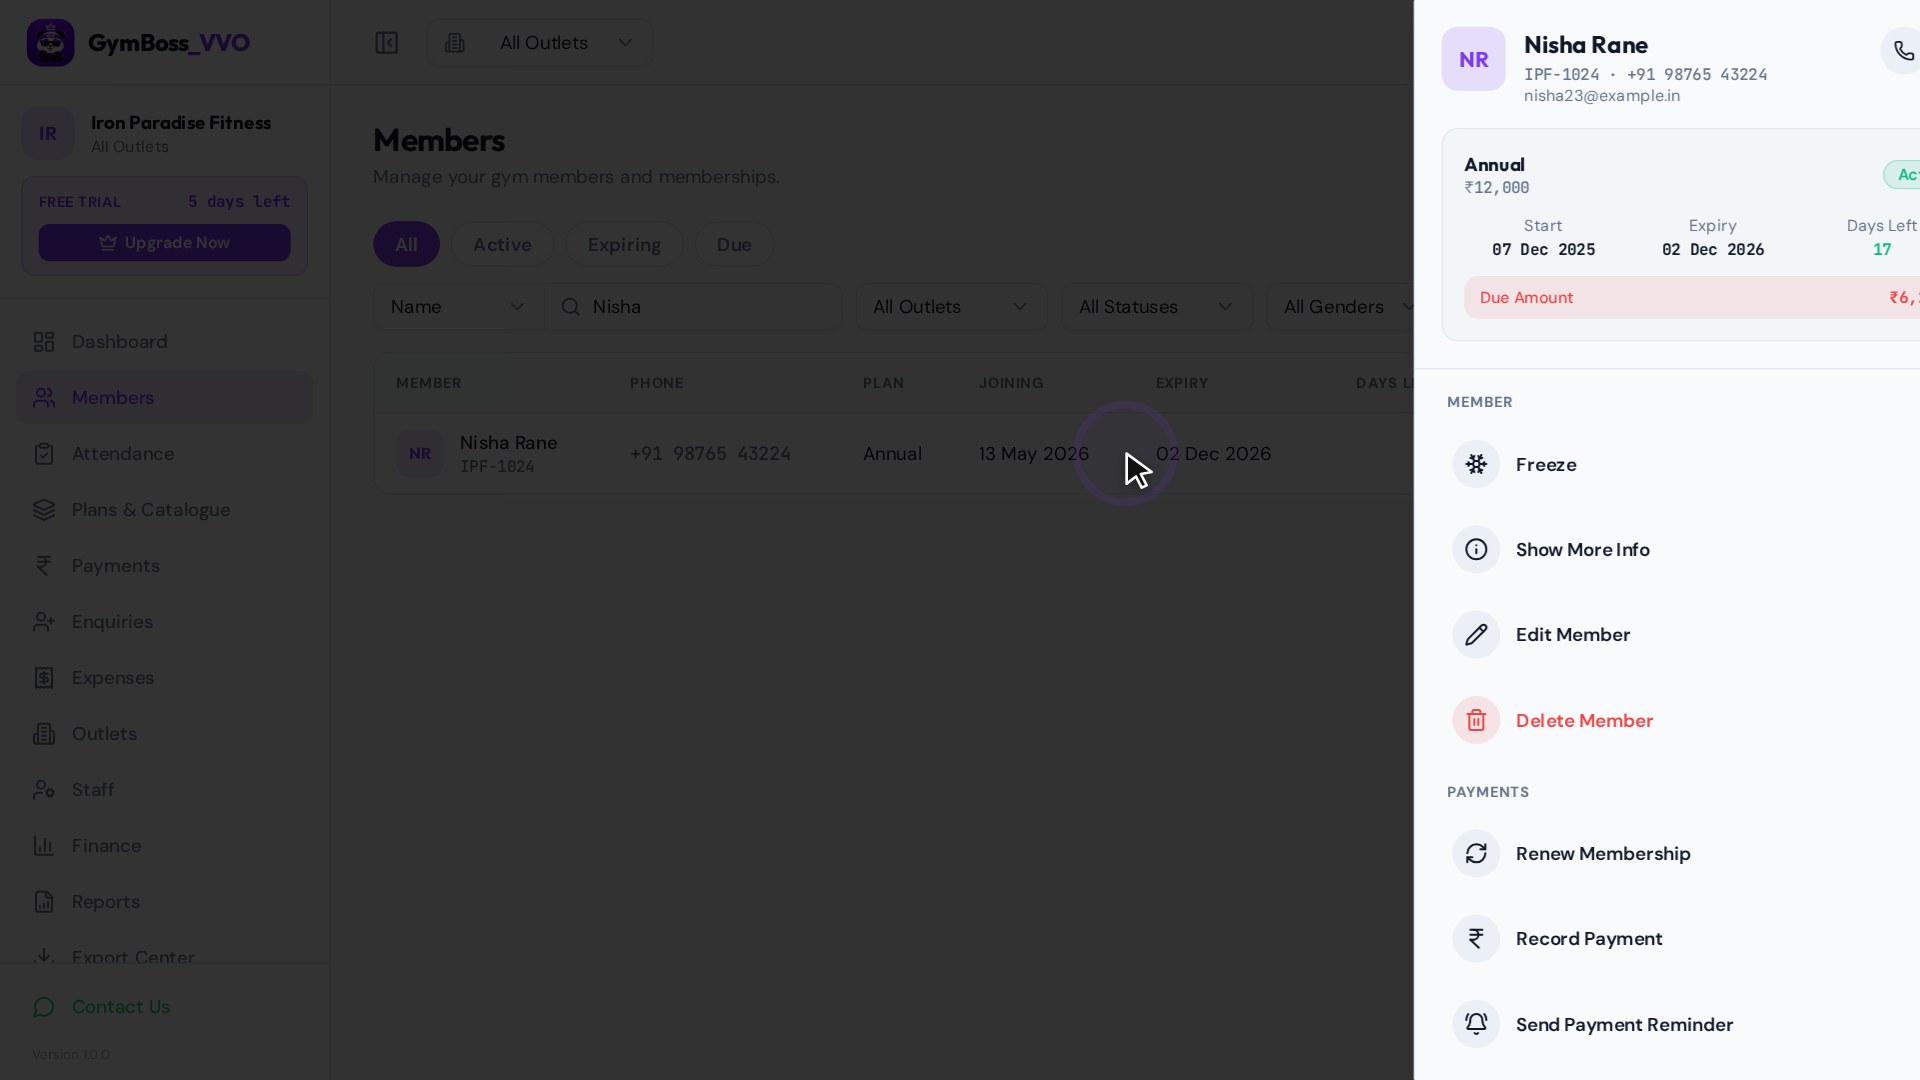 GymBoss_VVO
All Outlets
IR
Iron Paradise Fitness
All Outlets
FREE TRIAL
5 days left
Upgrade Now
Dashboard
Members
Attendance
Plans & Catalogue
Payments
Enquiries
Expenses
Outlets
Staff
Finance
Reports
Export Center
Contact Us
Version 1.0.0
Members
Manage your gym members and memberships.
All
Active
Expiring
Due
Name
Nisha
All Outlets
All Statuses
All Genders
MEMBER
PHONE
PLAN
JOINING
EXPIRY
DAYS
NR
Nisha Rane
IPF-1024
+91 98765 43224
Annual
13 May 2026
02 Dec 2026
NR
Nisha Rane
IPF-1024 · +91 98765 43224
nisha23@example.in
Annual
₹12,000
Start
07 Dec 2025
Expiry
02 Dec 2026
Days Left
17
Due Amount
MEMBER
Freeze
Show More Info
Edit Member
Delete Member
PAYMENTS
Renew Membership
Record Payment
Send Payment Reminder